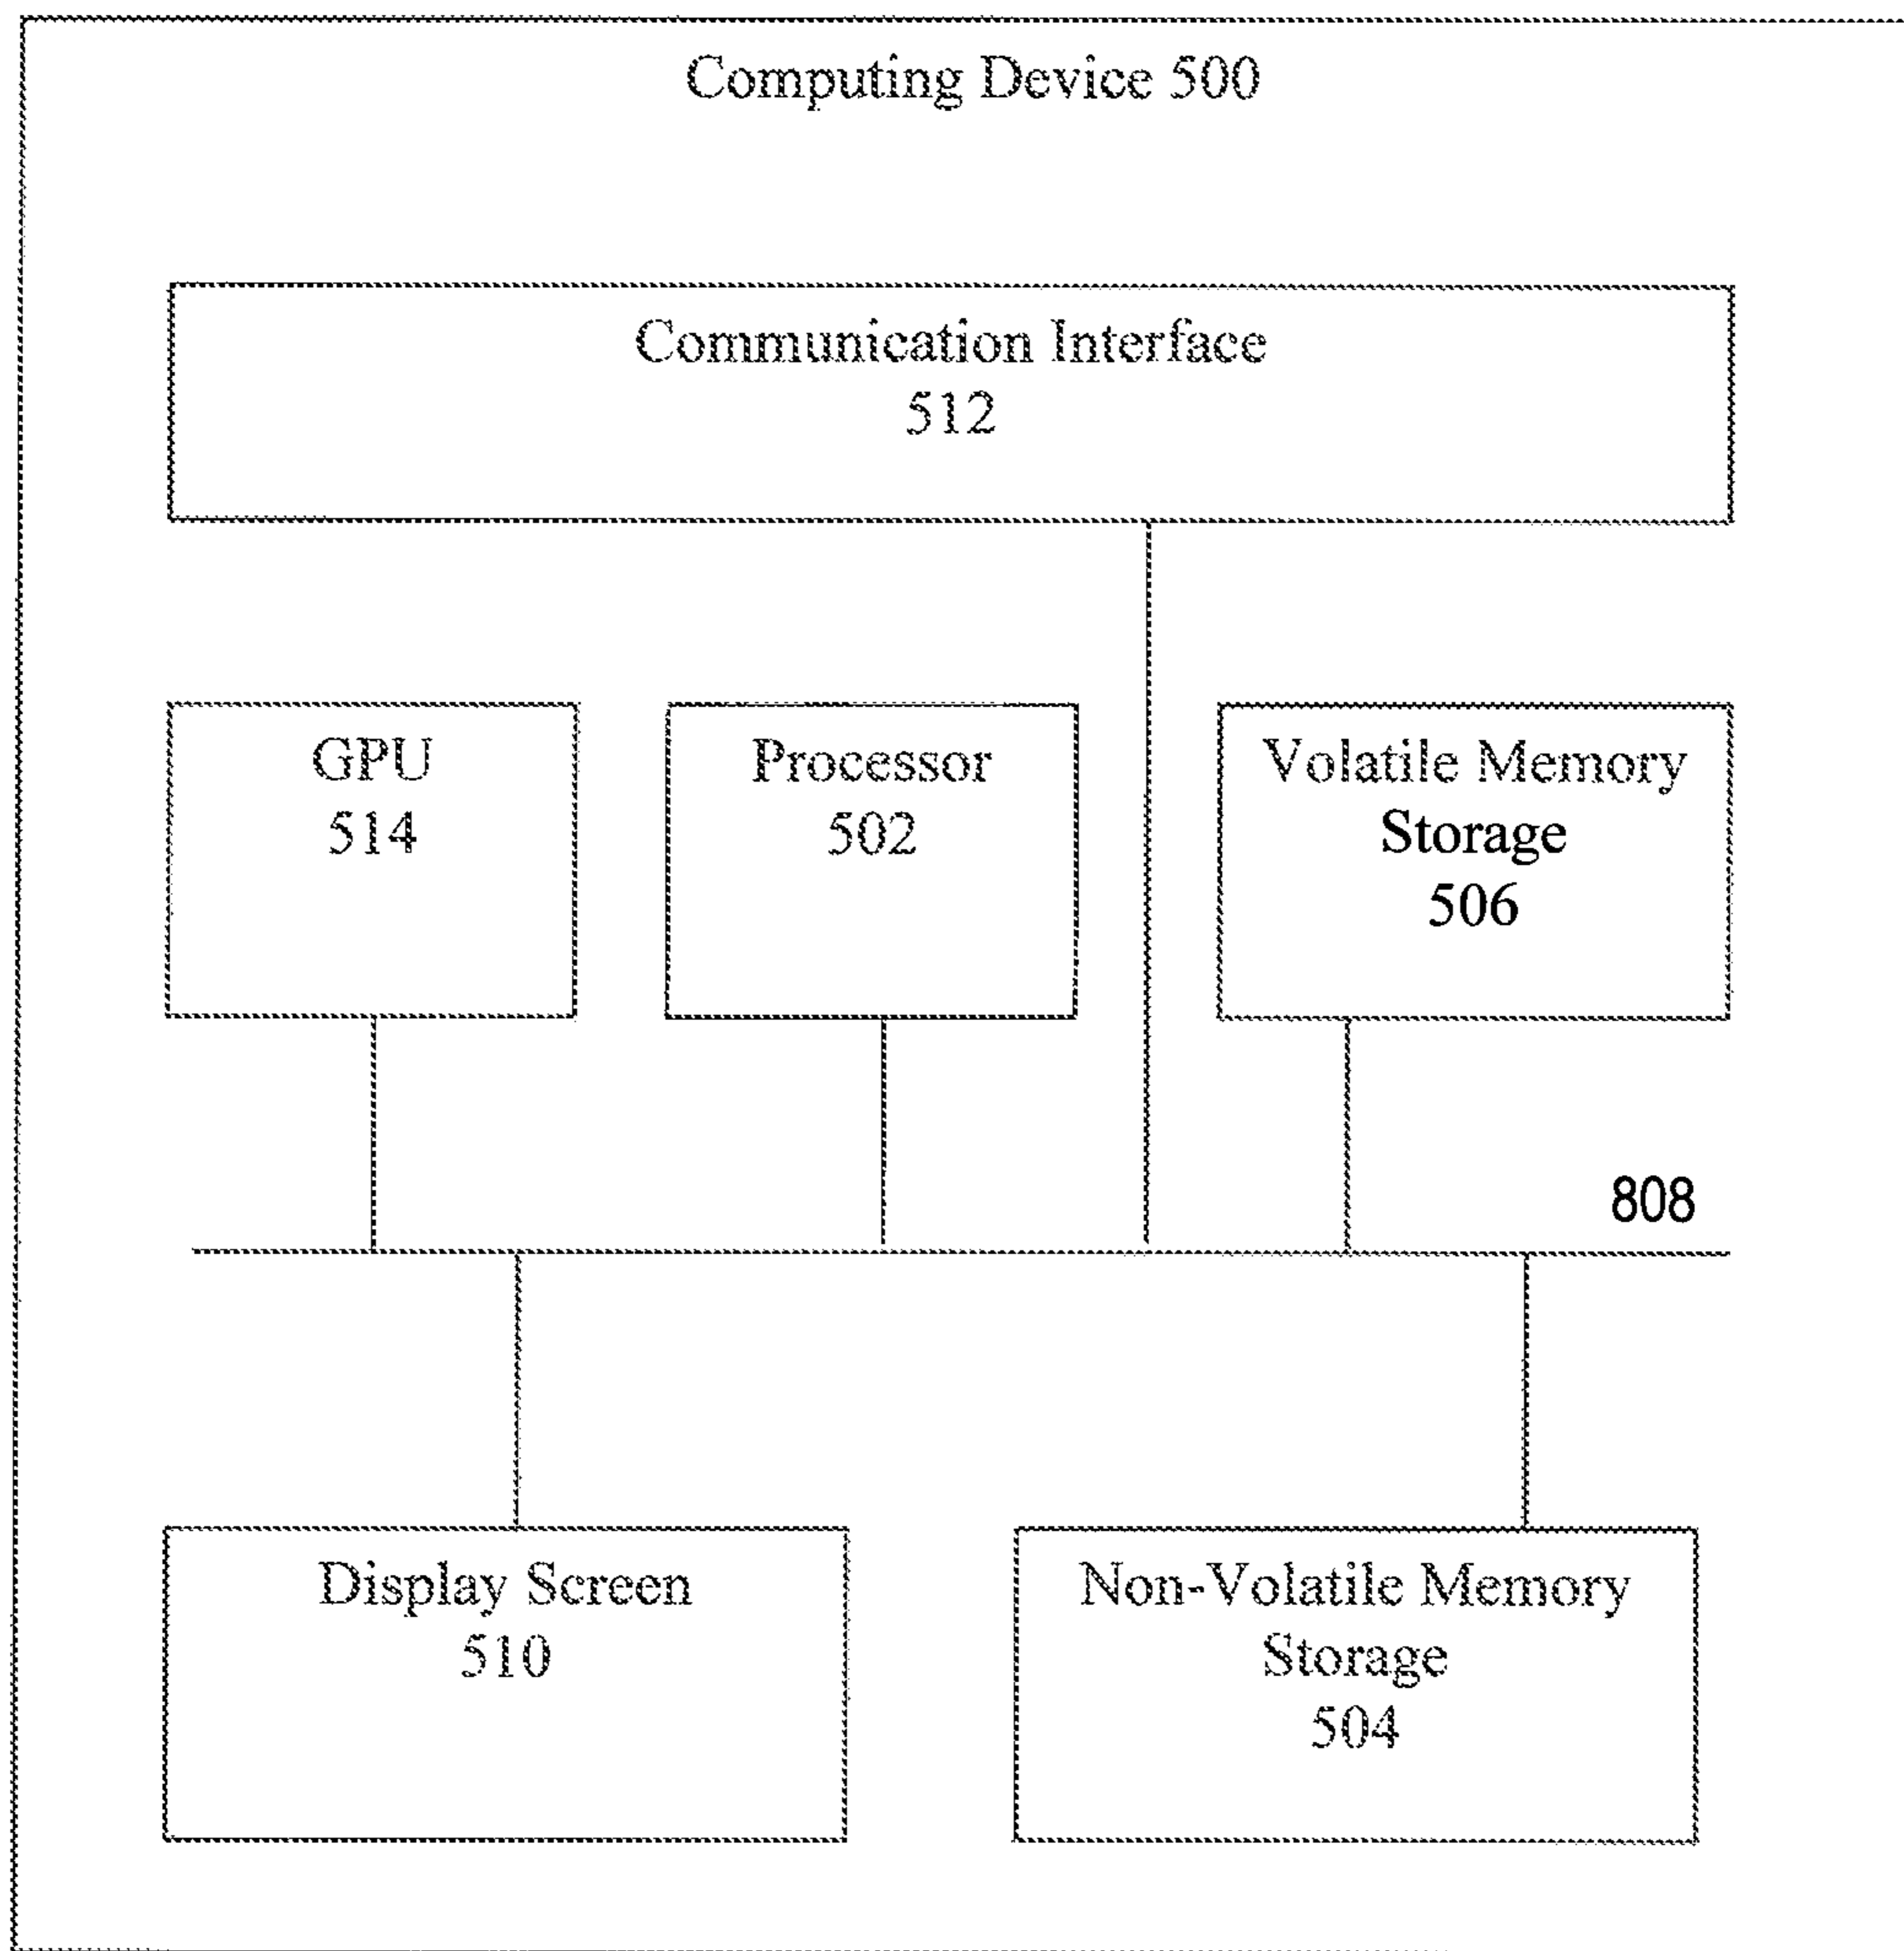 Computing Device 500
Communication Interface
512
GPU
514
Processor
502
Volatile Memory
Storage
506
808
Display Screen
510
Non-Volatile Memory
Storage
504